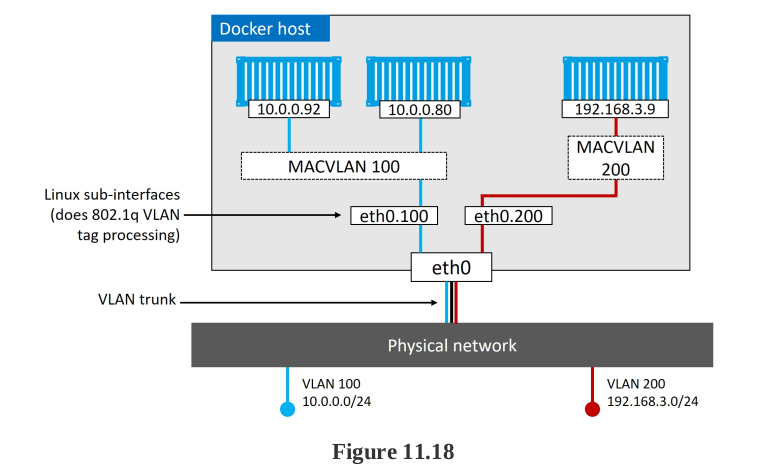 Docker host
10.0.0.92
10.0.0.80
192.168.3.9
MACVLAN 100
MACVLAN
200
Linux sub-interfaces
(does 802.1q VLAN
tag processing)
eth0.100
eth0.200
eth0
VLAN trunk
Physical network
VLAN 100
10.0.0.0/24
VLAN 200
192.168.3.0/24
Figure 11.18